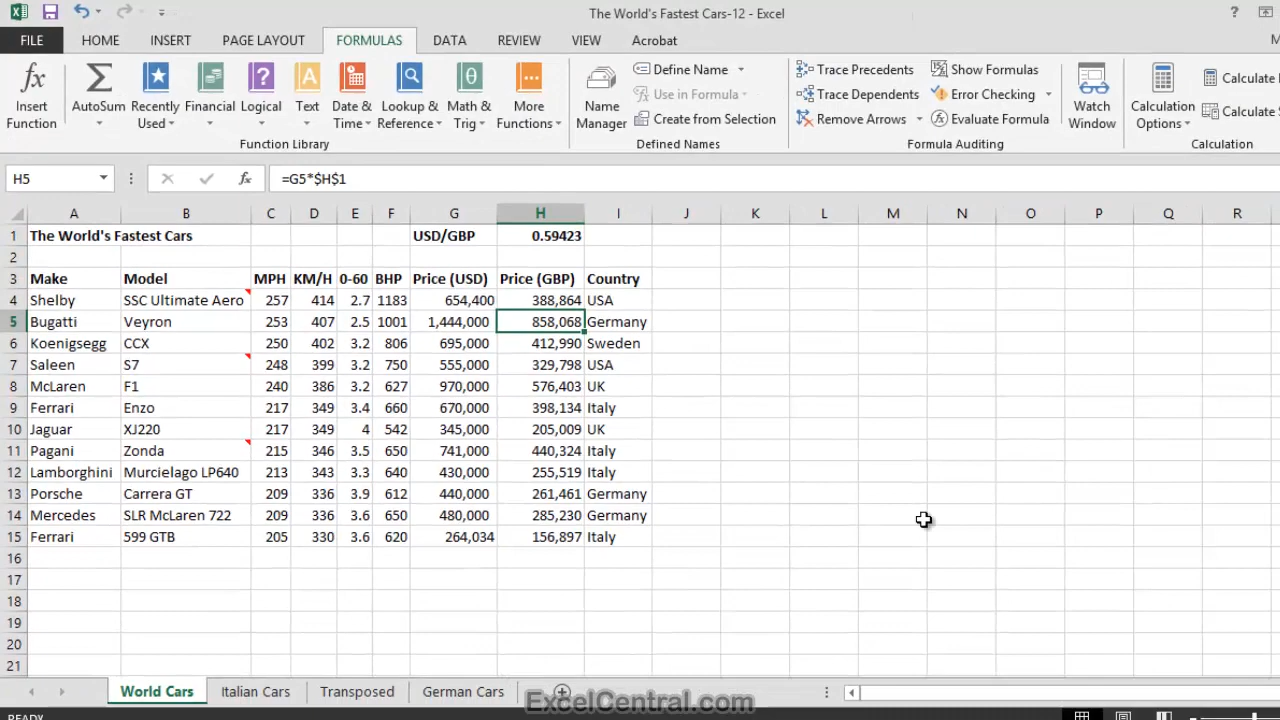 The World's Fastest Cars-12 - Excel
?
FILE HOME INSERT PAGE LAYOUT FORMULAS DATA REVIEW VIEW Acrobat
fx Σ ? A θ
Insert Function
AutoSum
Recently Used
Financial
Logical
Text
Date & Time
Lookup & Reference
Math & Trig
More Functions
Function Library
Name Manager
Define Name
Use in Formula
Create from Selection
Defined Names
Trace Precedents
Trace Dependents
Remove Arrows
Show Formulas
Error Checking
Evaluate Formula
Watch Window
Formula Auditing
Calculation Options
Calculate
Calculate S
Calculation
H5 fx =G5*$H$1
A B C D E F G H I J K L M N O P Q R
1 The World's Fastest Cars USD/GBP 0.59423
2
3 Make Model MPH KM/H 0-60 BHP Price (USD) Price (GBP) Country
4 Shelby SSC Ultimate Aero 257 414 2.7 1183 654,400 388,864 USA
5 Bugatti Veyron 253 407 2.5 1001 1,444,000 858,068 Germany
6 Koenigsegg CCX 250 402 3.2 806 695,000 412,990 Sweden
7 Saleen S7 248 399 3.2 750 555,000 329,798 USA
8 McLaren F1 240 386 3.2 627 970,000 576,403 UK
9 Ferrari Enzo 217 349 3.4 660 670,000 398,134 Italy
10 Jaguar XJ220 217 349 4 542 345,000 205,009 UK
11 Pagani Zonda 215 346 3.5 650 741,000 440,324 Italy
12 Lamborghini Murcielago LP640 213 343 3.3 640 430,000 255,519 Italy
13 Porsche Carrera GT 209 336 3.9 612 440,000 261,461 Germany
14 Mercedes SLR McLaren 722 209 336 3.6 650 480,000 285,230 Germany
15 Ferrari 599 GTB 205 330 3.6 620 264,034 156,897 Italy
16
17
18
19
20
21
World Cars Italian Cars Transposed German Cars
ExcelCentral.com
READY